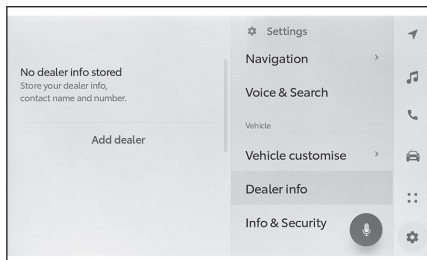 No dealer info stored
Store your dealer info,
contact name and number.
Add dealer
Settings
Navigation
Voice & Search
Vehicle
Vehicle customise
Dealer info
Info & Security